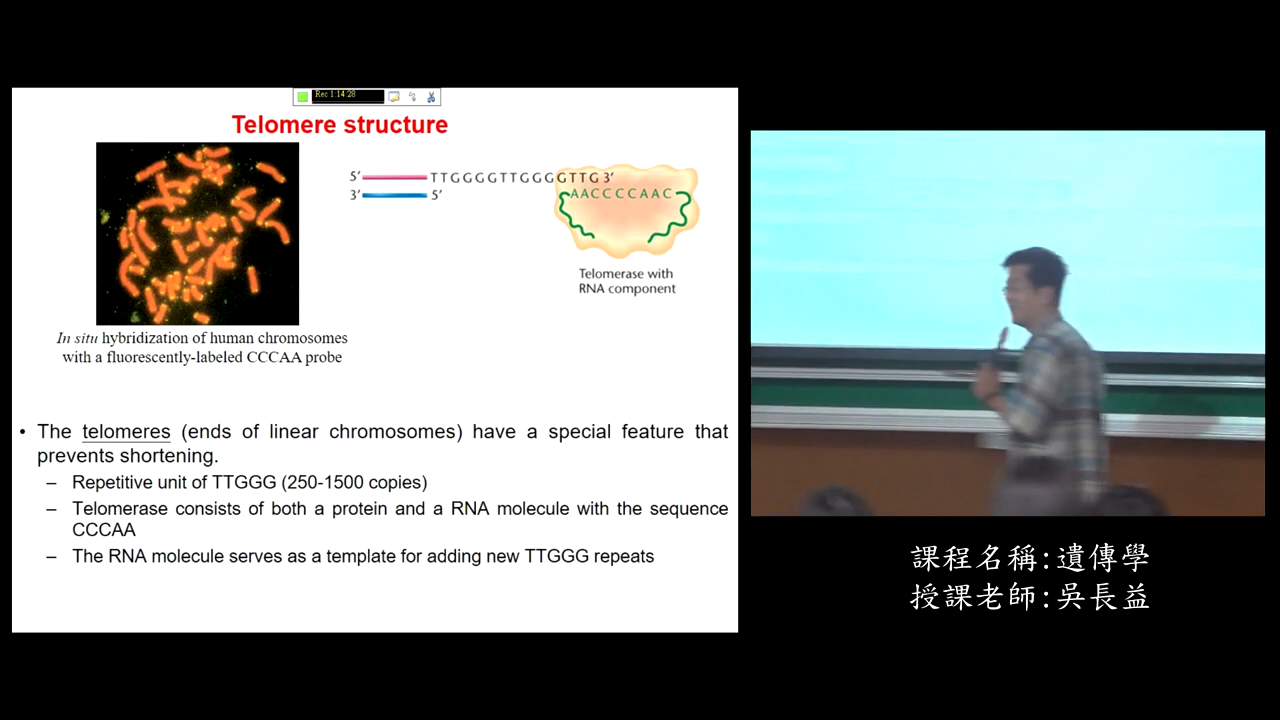 Rec 1:14:28
Telomere structure
5' TTGGGGTTGGGGTTG 3'
3' 5' AACCCCAAC
Telomerase with
RNA component
In situ hybridization of human chromosomes
with a fluorescently-labeled CCCAA probe
• The telomeres (ends of linear chromosomes) have a special feature that
prevents shortening.
– Repetitive unit of TTGGG (250-1500 copies)
– Telomerase consists of both a protein and a RNA molecule with the sequence
CCCAA
– The RNA molecule serves as a template for adding new TTGGG repeats
課程名稱:遺傳學
授課老師:吳長益